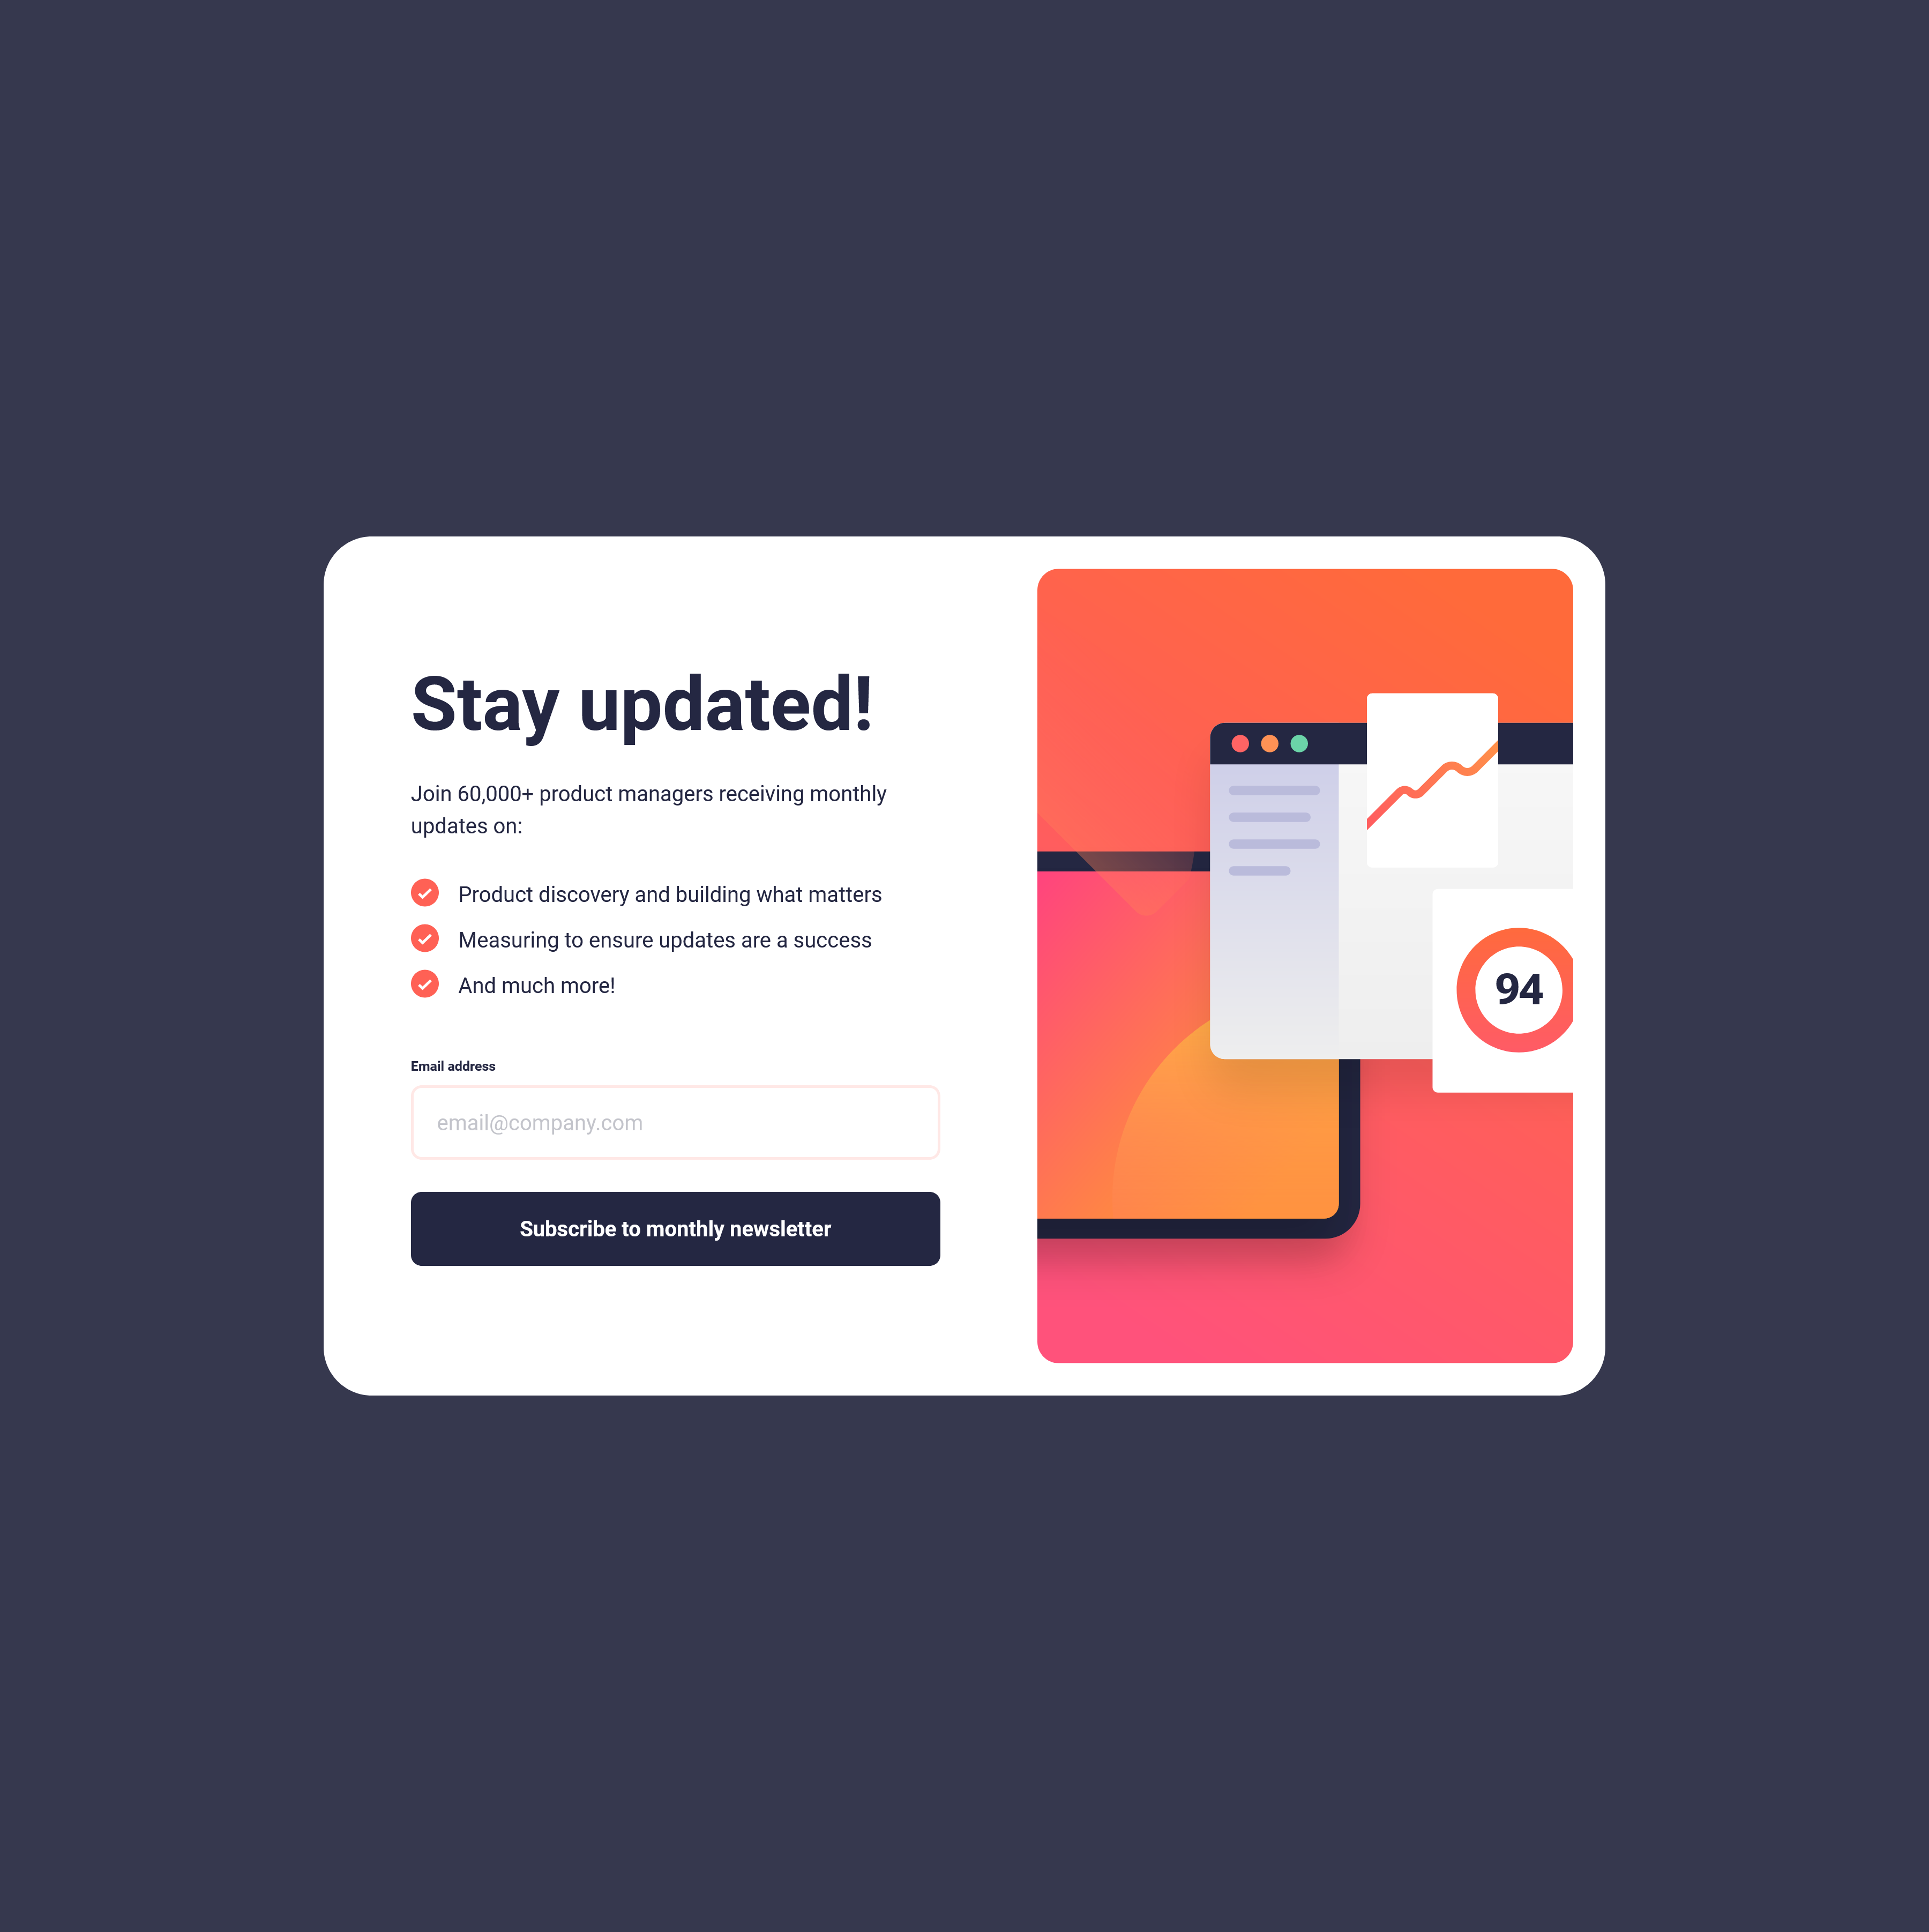 Stay updated!
Join 60,000+ product managers receiving monthly
updates on:
Product discovery and building what matters
Measuring to ensure updates are a success
And much more!
Email address
email@company.com
Subscribe to monthly newsletter
94